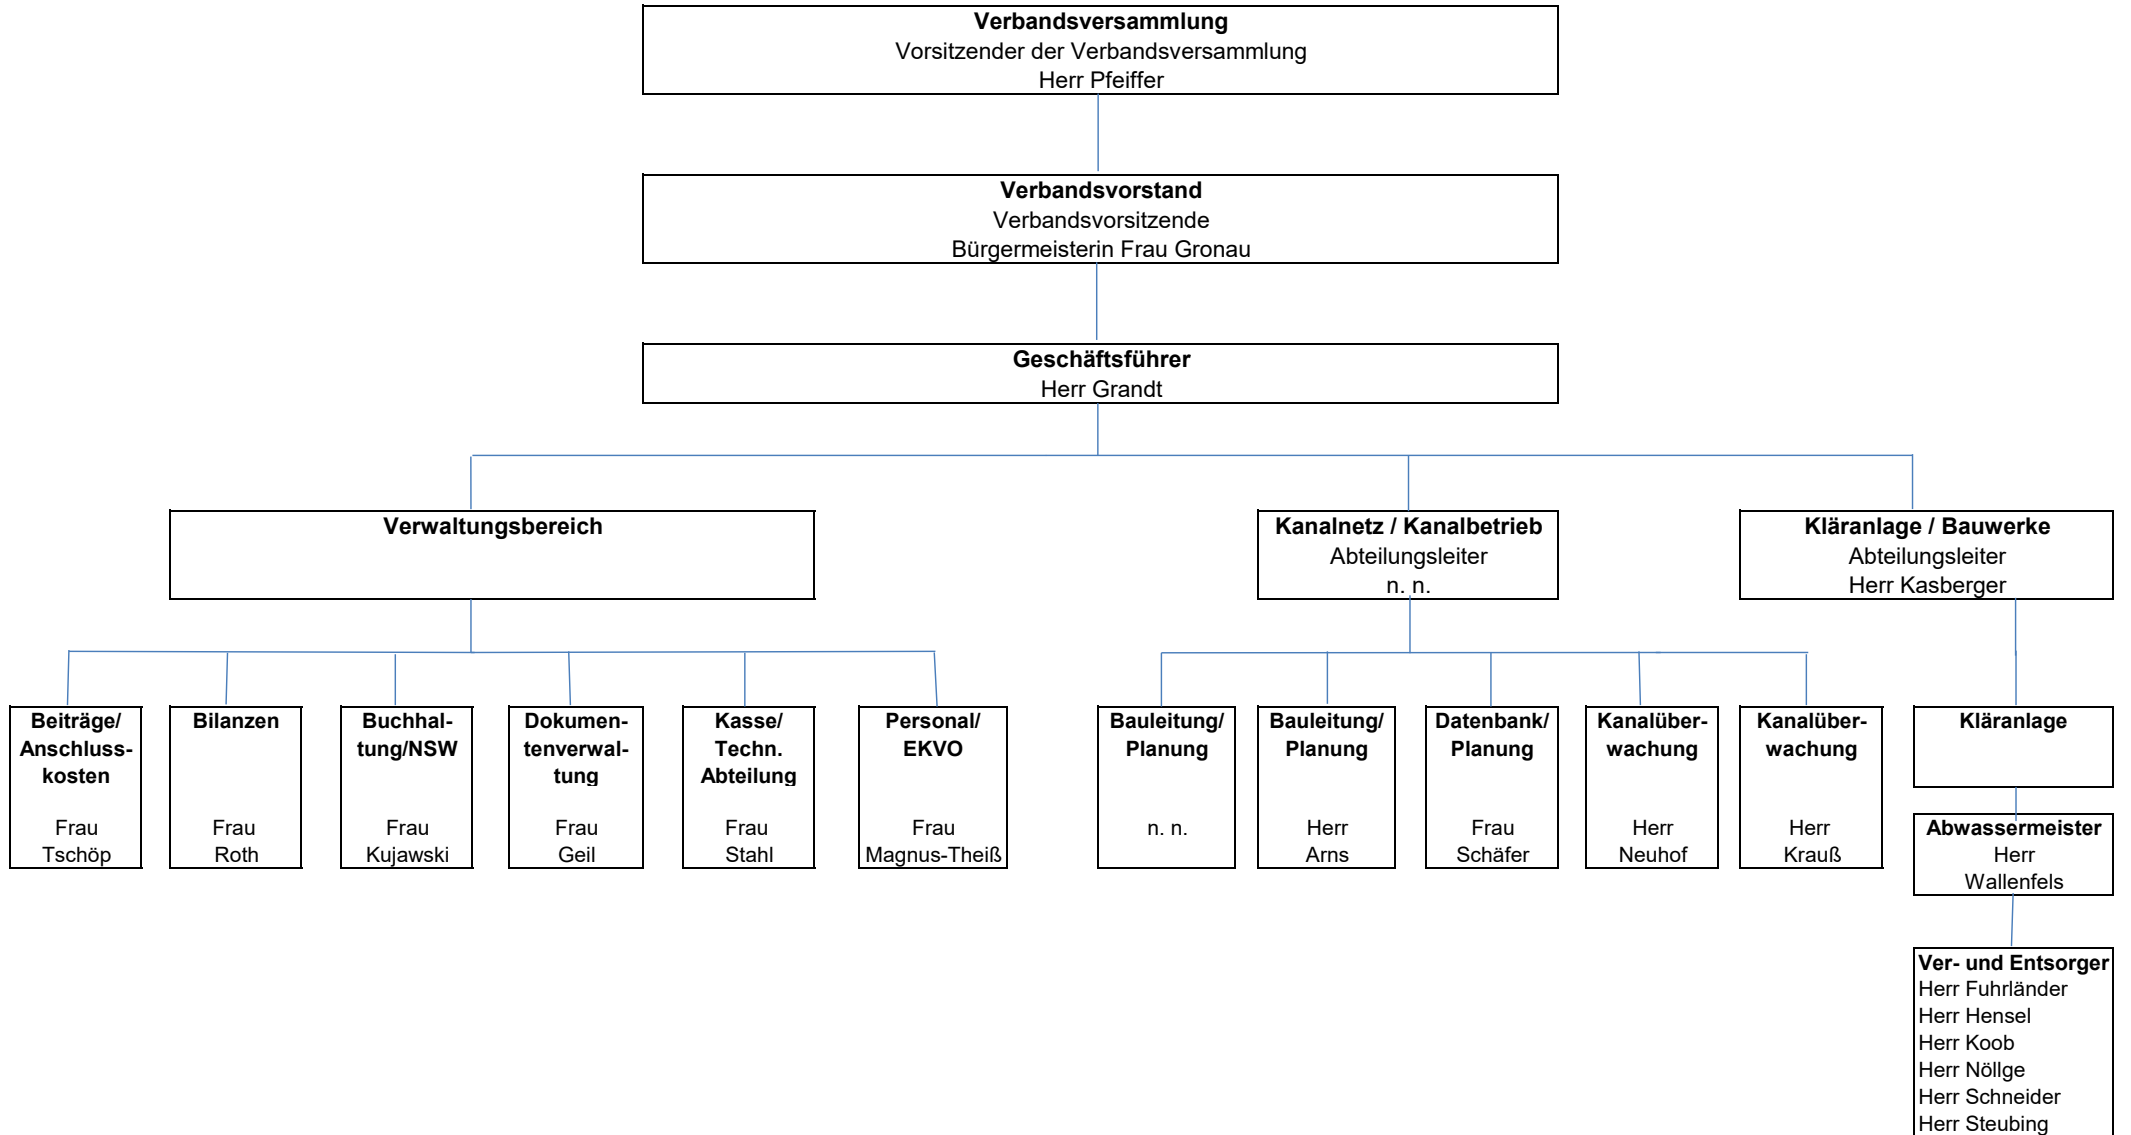 Verbandsversammlung
Vorsitzender der Verbandsversammlung
Herr Pfeiffer
Verbandsvorstand
Verbandsvorsitzende
Bürgermeisterin Frau Gronau
Geschäftsführer
Herr Grandt
Verwaltungsbereich
Kanalnetz / Kanalbetrieb
Abteilungsleiter
n. n.
Kläranlage / Bauwerke
Abteilungsleiter
Herr Kasberger
Beiträge/
Anschluss-
kosten
Frau
Tschöp
Bilanzen
Frau
Roth
Buchhal-
tung/NSW
Frau
Kujawski
Dokumen-
tenverwal-
tung
Frau
Geil
Kasse/
Techn.
Abteilung
Frau
Stahl
Personal/
EKVO
Frau
Magnus-Theiß
Bauleitung/
Planung
n. n.
Bauleitung/
Planung
Herr
Arns
Datenbank/
Planung
Frau
Schäfer
Kanalüber-
wachung
Herr
Neuhof
Kanalüber-
wachung
Herr
Krauß
Kläranlage
Abwassermeister
Herr
Wallenfels
Ver- und Entsorger
Herr Fuhrländer
Herr Hensel
Herr Koob
Herr Nöllge
Herr Schneider
Herr Steubing